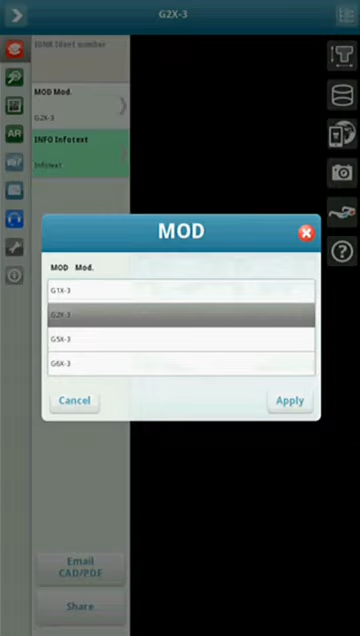 G2X-3
IDNR Ident number
MOD Mod.
G2X-3
INFO Infotext
Infotext
AR
MOD
MOD Mod.
G1X-3
G2X-3
G5X-3
G6X-3
Cancel
Apply
Email
CAD/PDF
Share